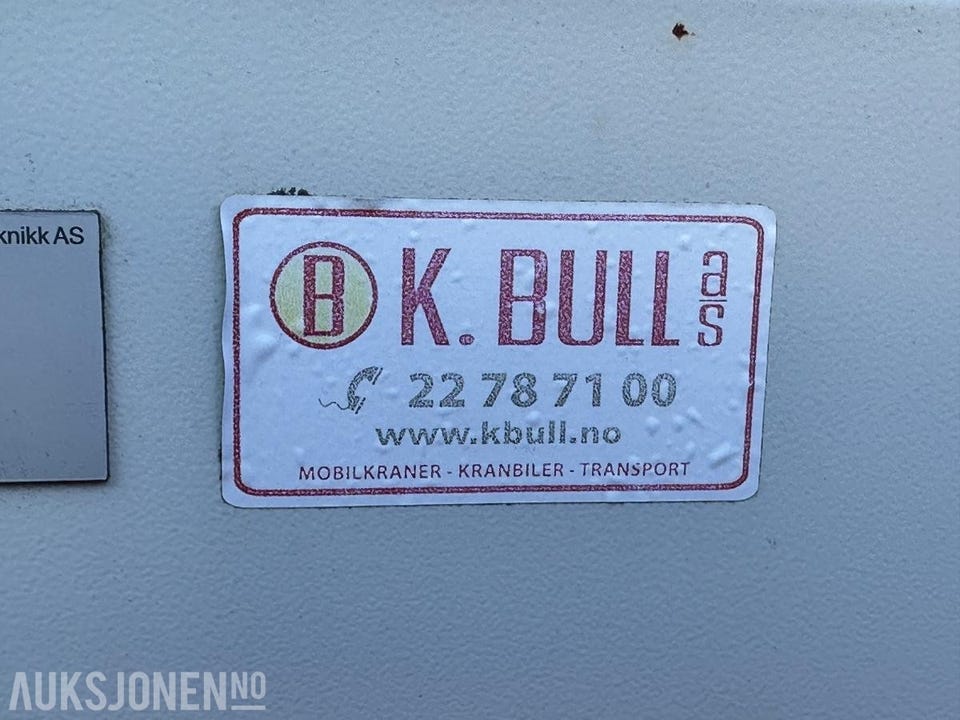 knikk AS
B K. BULL a/s
22 78 71 00
www.kbull.no
MOBILKRANER - KRANBILER - TRANSPORT
AUKSJONEN NO